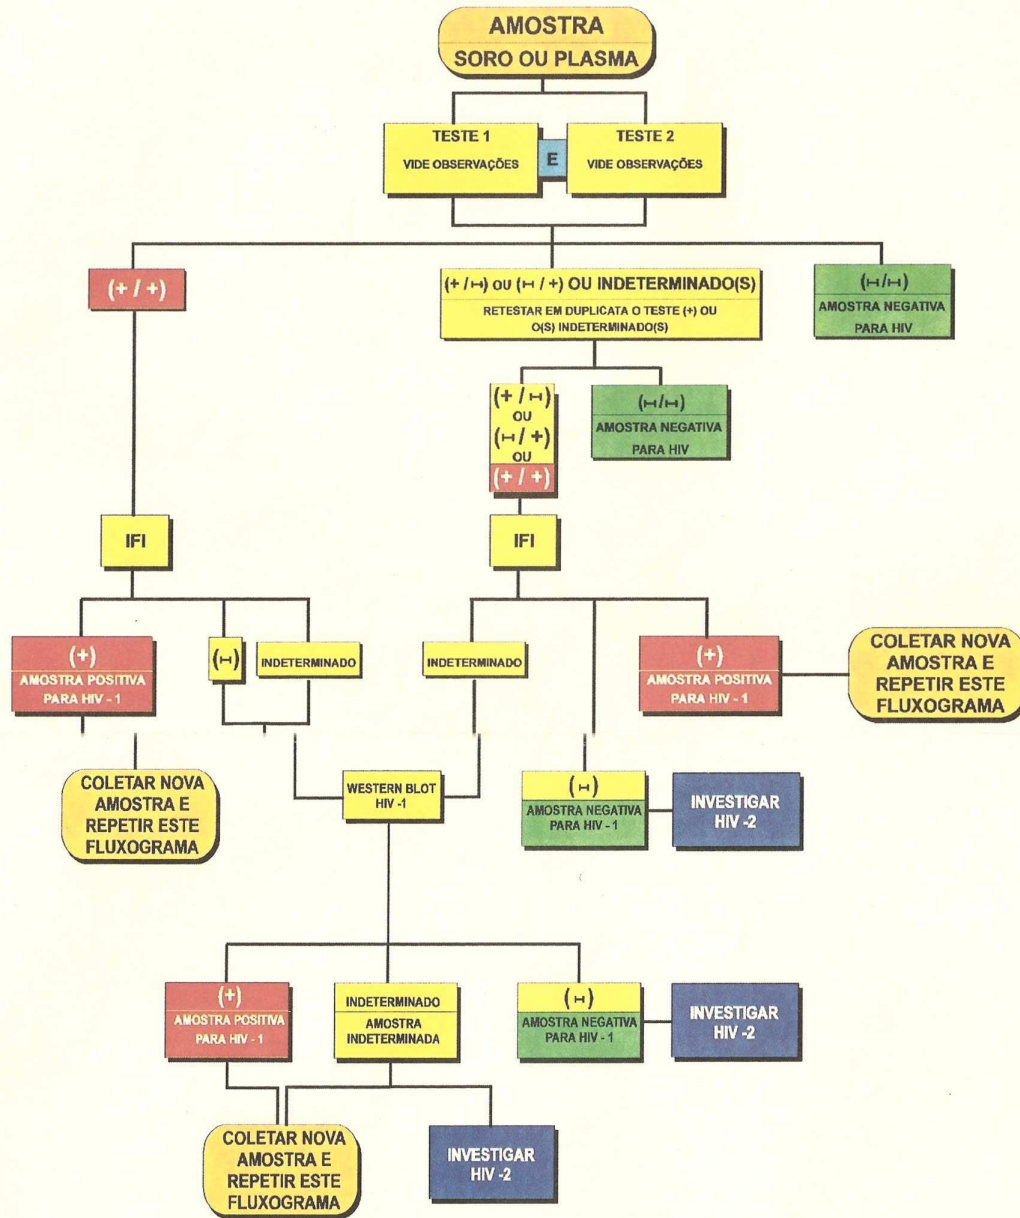 AMOSTRA
SORO OU PLASMA
TESTE 1
VIDE OBSERVAÇÕES
E
TESTE 2
VIDE OBSERVAÇÕES
(+ / +)
(+ / -) OU (- / +) OU INDETERMINADO(S)
RETESTAR EM DUPLICATA O TESTE (+) OU
O(S) INDETERMINADO(S)
(-/-)
AMOSTRA NEGATIVA
PARA HIV
(+ / -)
OU
(- / +)
OU
(+ / +)
(-/-)
AMOSTRA NEGATIVA
PARA HIV
IFI
IFI
(+)
AMOSTRA POSITIVA
PARA HIV - 1
(-)
INDETERMINADO
INDETERMINADO
(+)
AMOSTRA POSITIVA
PARA HIV - 1
COLETAR NOVA
AMOSTRA E
REPETIR ESTE
FLUXOGRAMA
COLETAR NOVA
AMOSTRA E
REPETIR ESTE
FLUXOGRAMA
WESTERN BLOT
HIV -1
(-)
AMOSTRA NEGATIVA
PARA HIV - 1
INVESTIGAR
HIV -2
(+)
AMOSTRA POSITIVA
PARA HIV - 1
INDETERMINADO
AMOSTRA
INDETERMINADA
(-)
AMOSTRA NEGATIVA
PARA HIV - 1
INVESTIGAR
HIV -2
COLETAR NOVA
AMOSTRA E
REPETIR ESTE
FLUXOGRAMA
INVESTIGAR
HIV -2